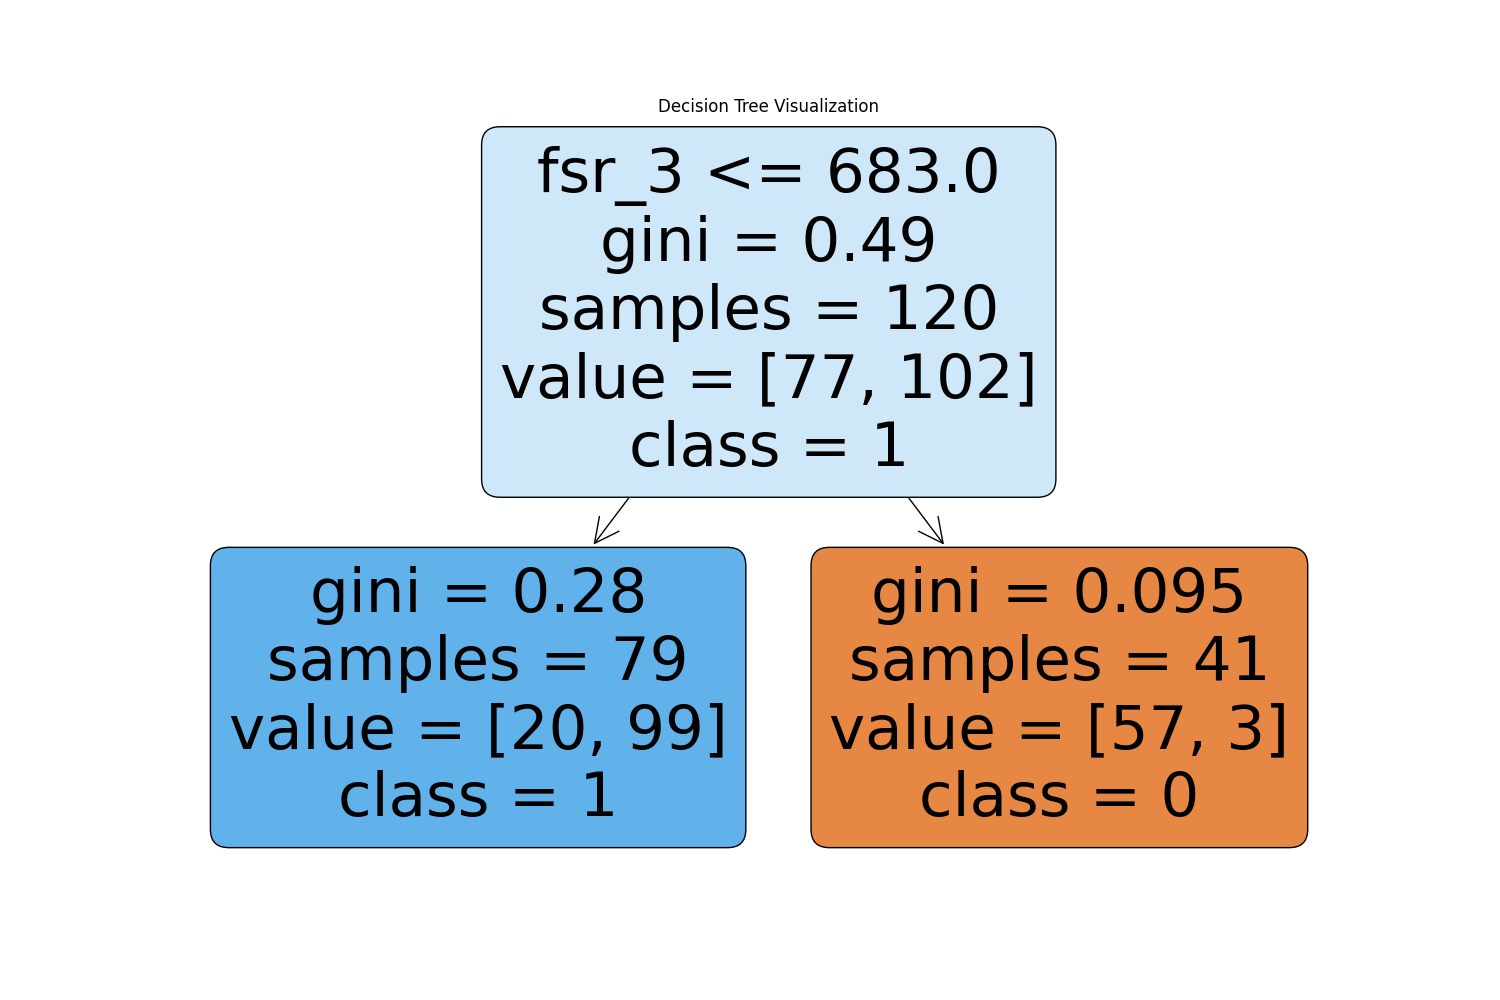 Decision Tree Visualization
fsr_3 <= 683.0
gini = 0.49
samples = 120
value = [77, 102]
class = 1
gini = 0.28
samples = 79
value = [20, 99]
class = 1
gini = 0.095
samples = 41
value = [57, 3]
class = 0